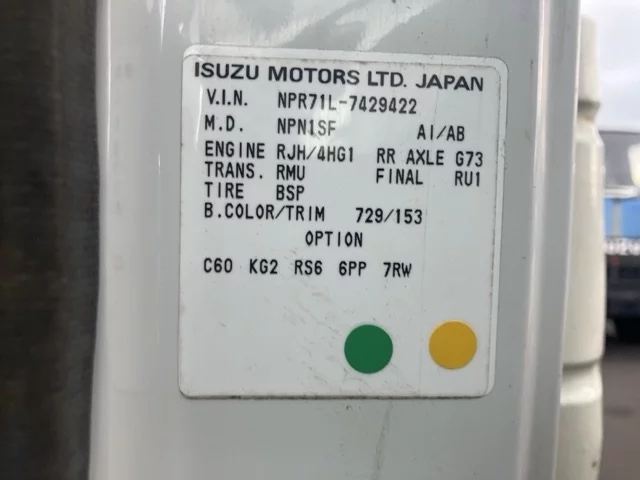 ISUZU MOTORS LTD. JAPAN
V.I.N. NPR71L-7429422
M.D. NPN1SF AI/AB
ENGINE RJH/4HG1 RR AXLE G73
TRANS. RMU FINAL RU1
TIRE BSP
B.COLOR/TRIM 729/153
OPTION
C60 KG2 RS6 6PP 7RW